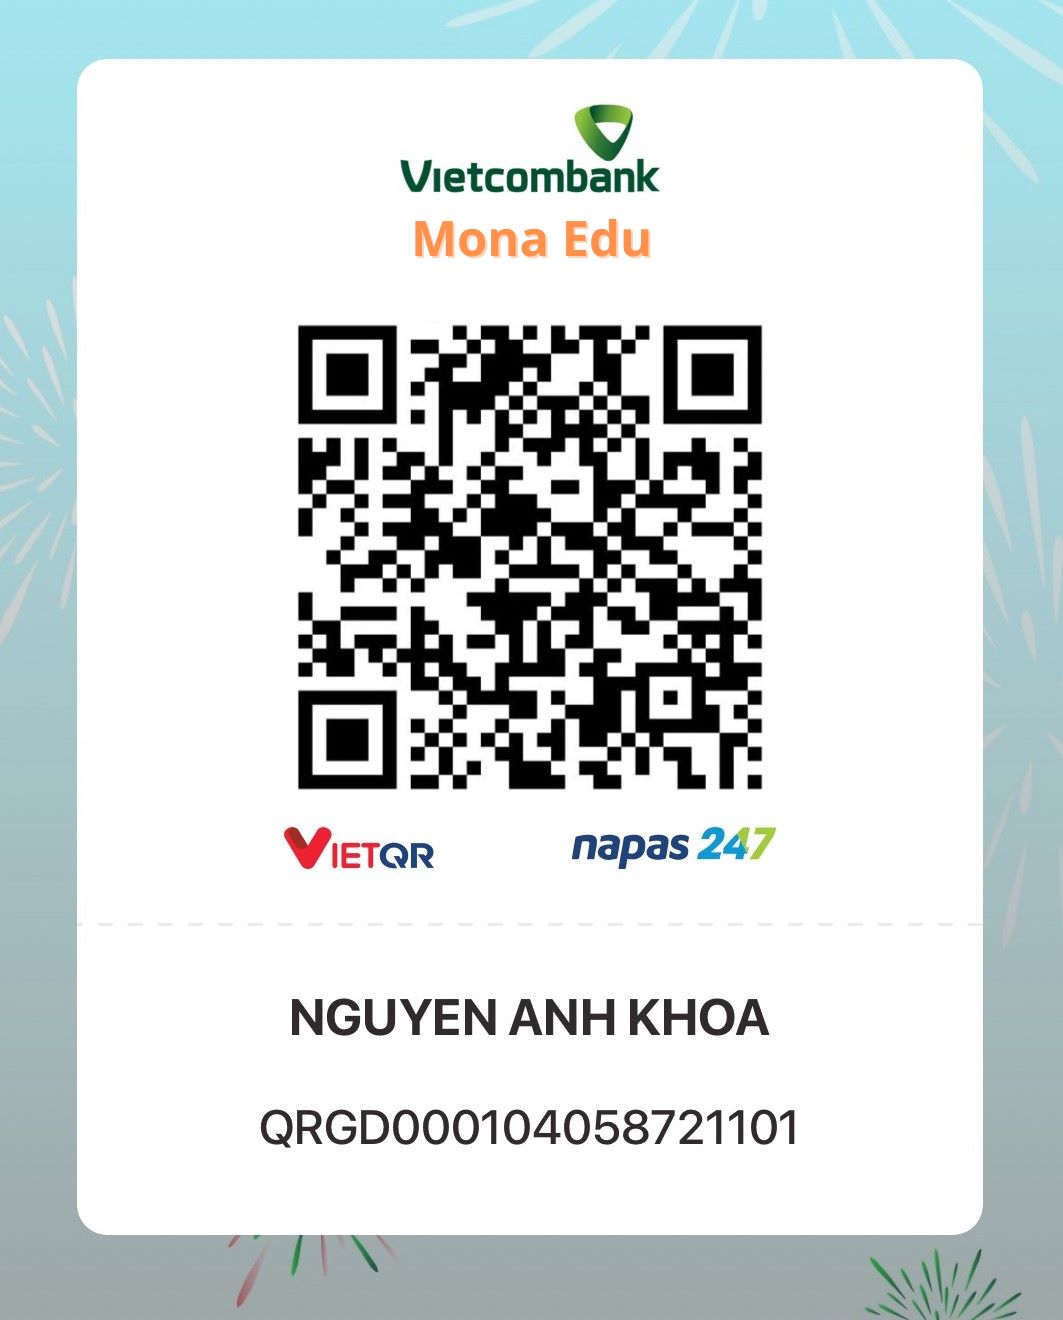 Vietcombank
Mona Edu
VIETQR
napas 247
NGUYEN ANH KHOA
QRGD000104058721101